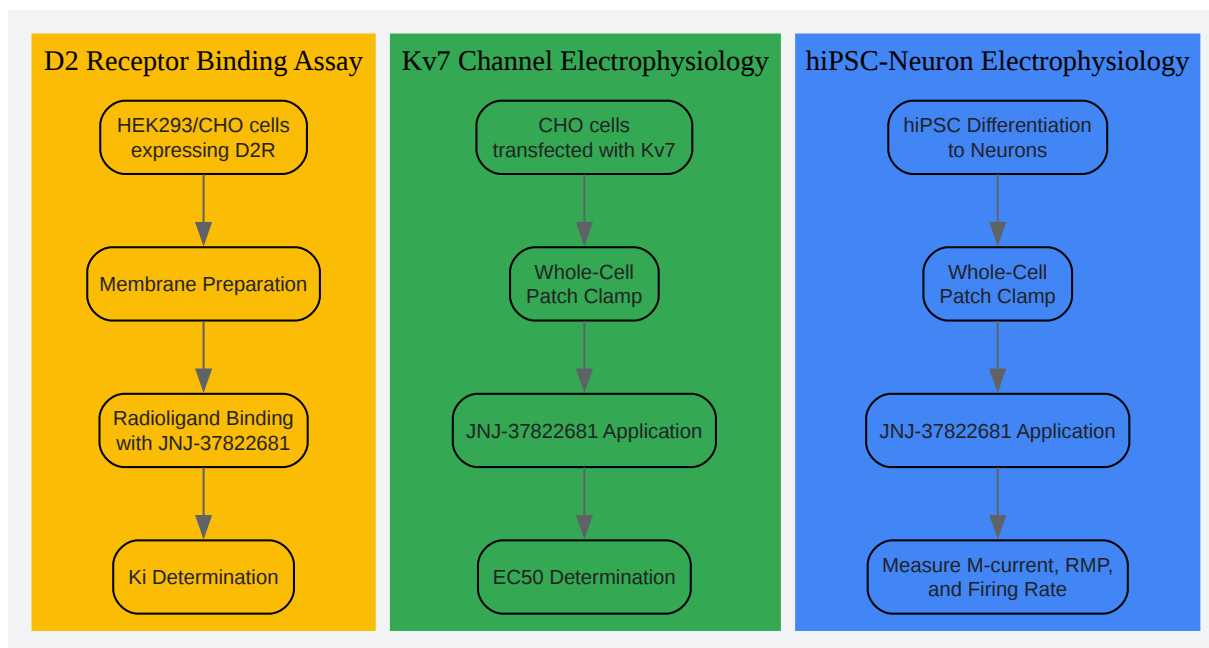 D2 Receptor Binding Assay
HEK293/CHO cells
expressing D2R
Membrane Preparation
Radioligand Binding
with JNJ-37822681
Ki Determination
Kv7 Channel Electrophysiology
CHO cells
transfected with Kv7
Whole-Cell
Patch Clamp
JNJ-37822681 Application
EC50 Determination
hiPSC-Neuron Electrophysiology
hiPSC Differentiation
to Neurons
Whole-Cell
Patch Clamp
JNJ-37822681 Application
Measure M-current, RMP,
and Firing Rate